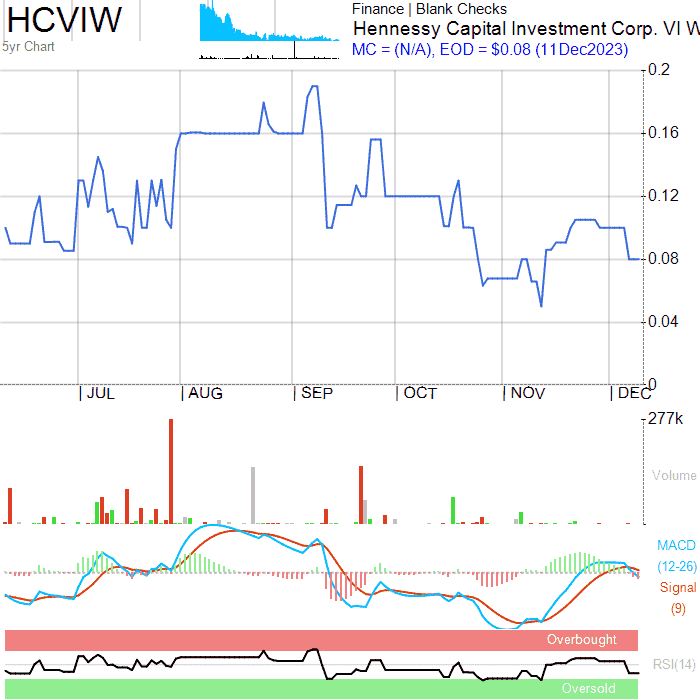 HCVIW
5yr Chart
Finance | Blank Checks
Hennessy Capital Investment Corp. VI W
MC = (N/A), EOD = $0.08 (11Dec2023)
0.2
0.16
0.12
0.08
0.04
0
JUL AUG SEP OCT NOV DEC
277k
Volume
MACD
(12-26)
Signal
(9)
Overbought
RSI(14)
Oversold